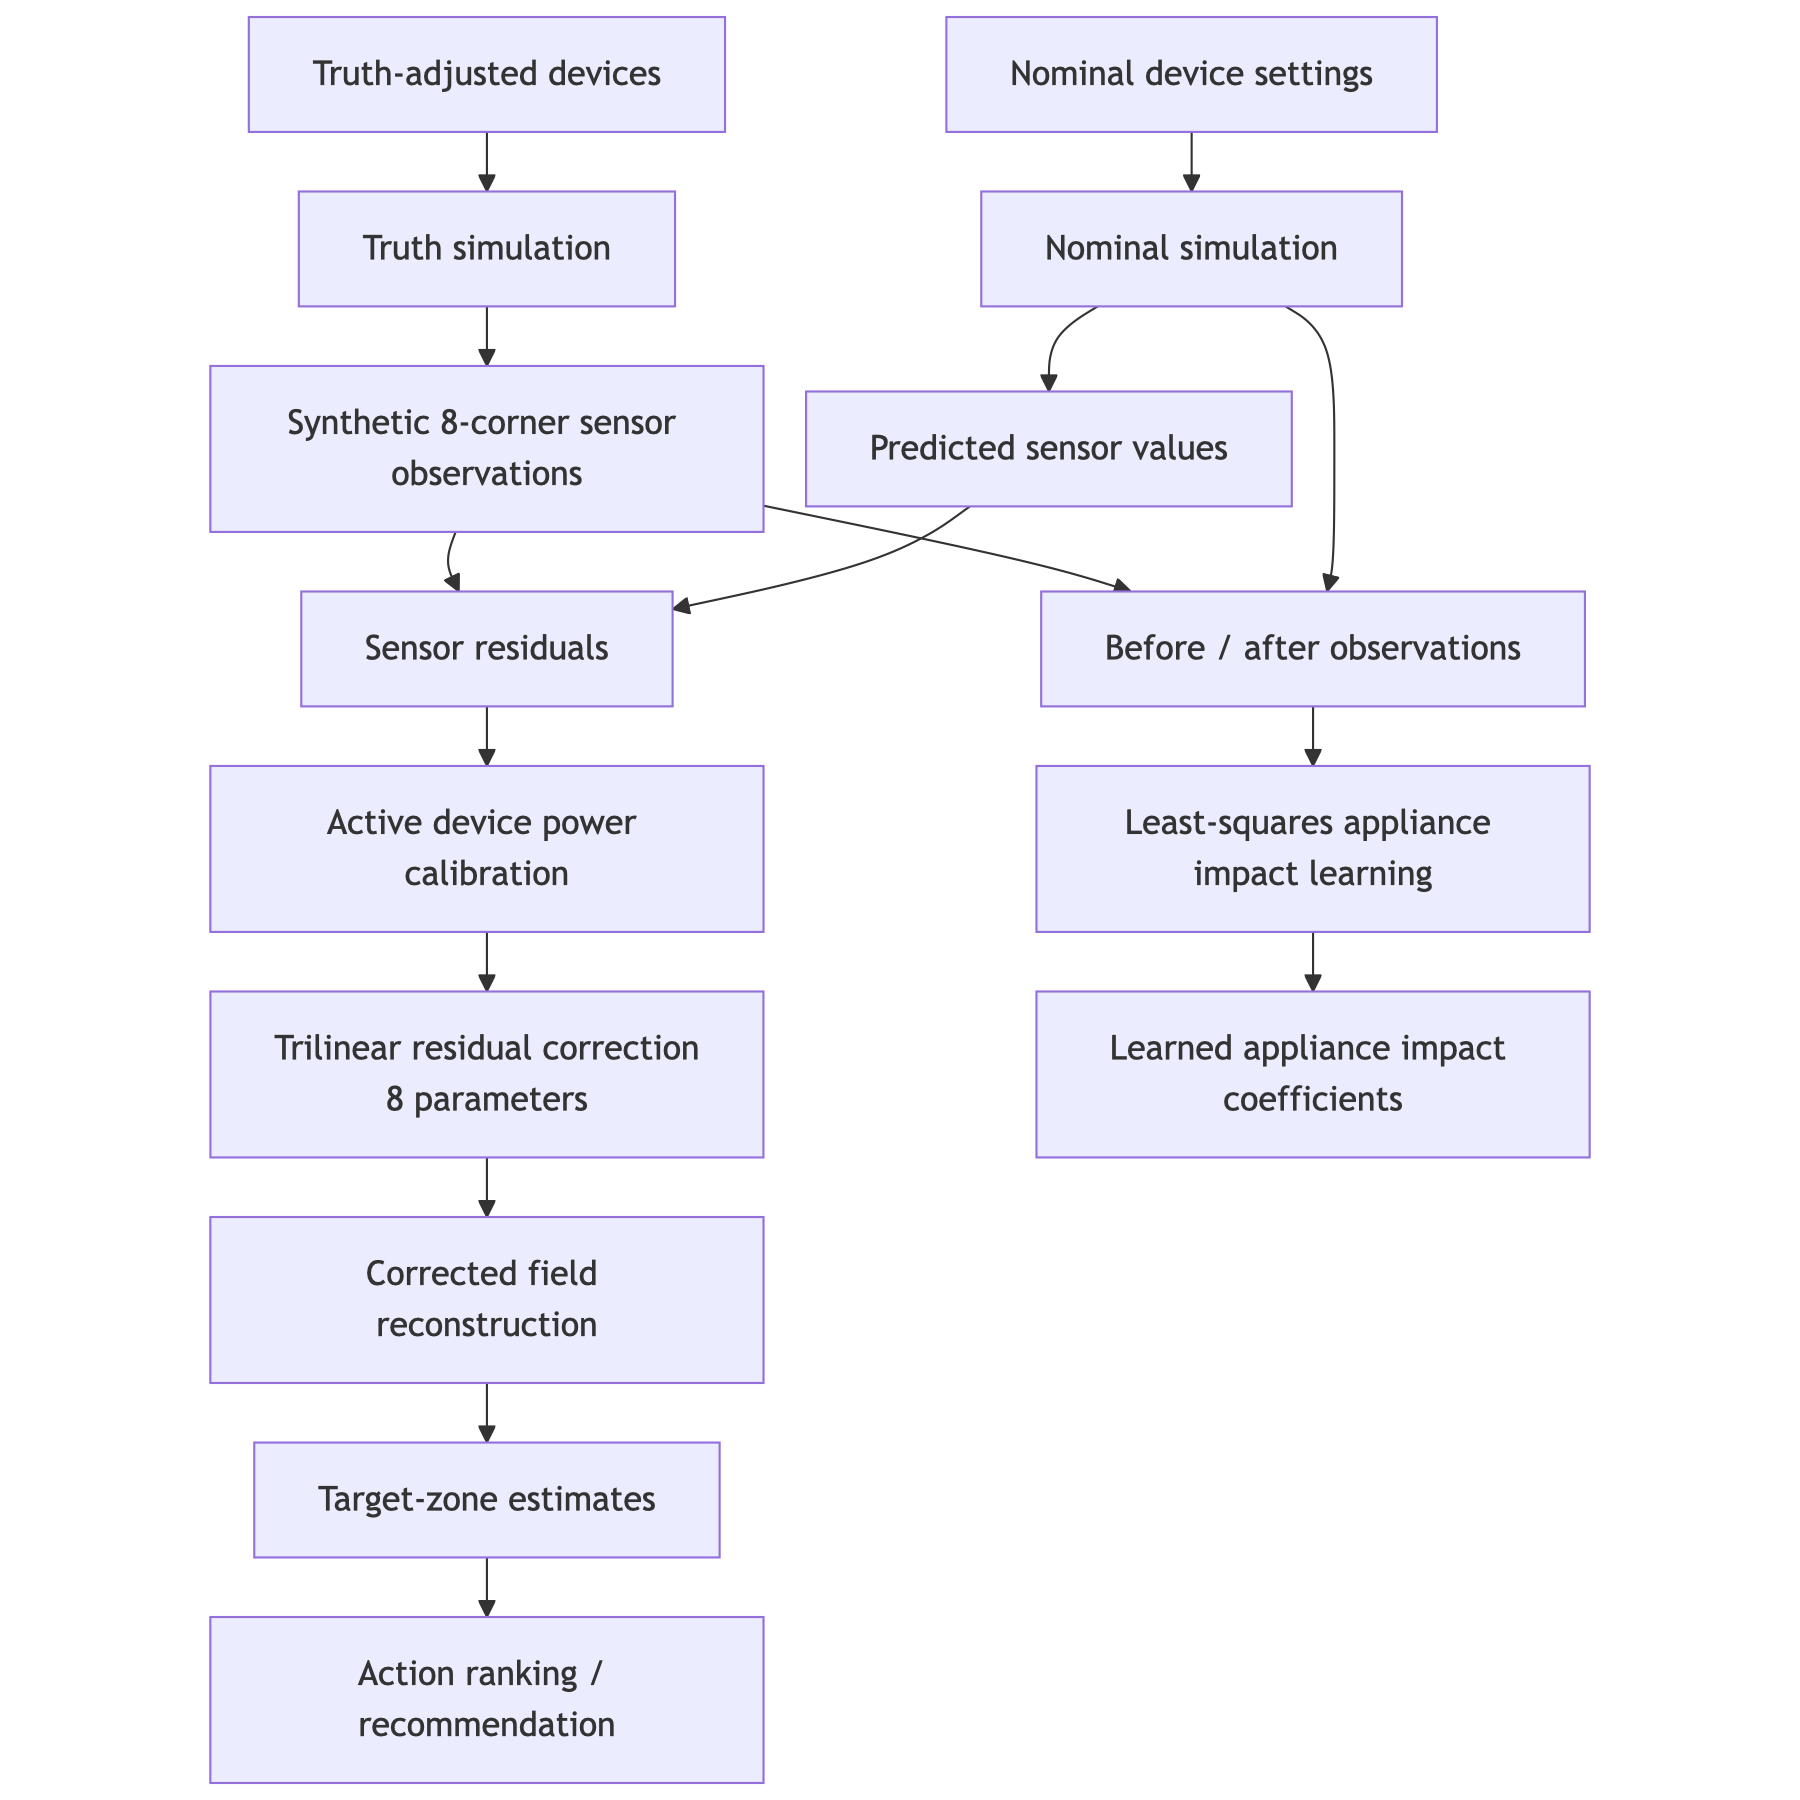 Truth-adjusted devices
Nominal device settings
Truth simulation
Nominal simulation
Synthetic 8-corner sensor
observations
Predicted sensor values
Sensor residuals
Before / after observations
Active device power
calibration
Least-squares appliance
impact learning
Trilinear residual correction
8 parameters
Learned appliance impact
coefficients
Corrected field
reconstruction
Target-zone estimates
Action ranking /
recommendation